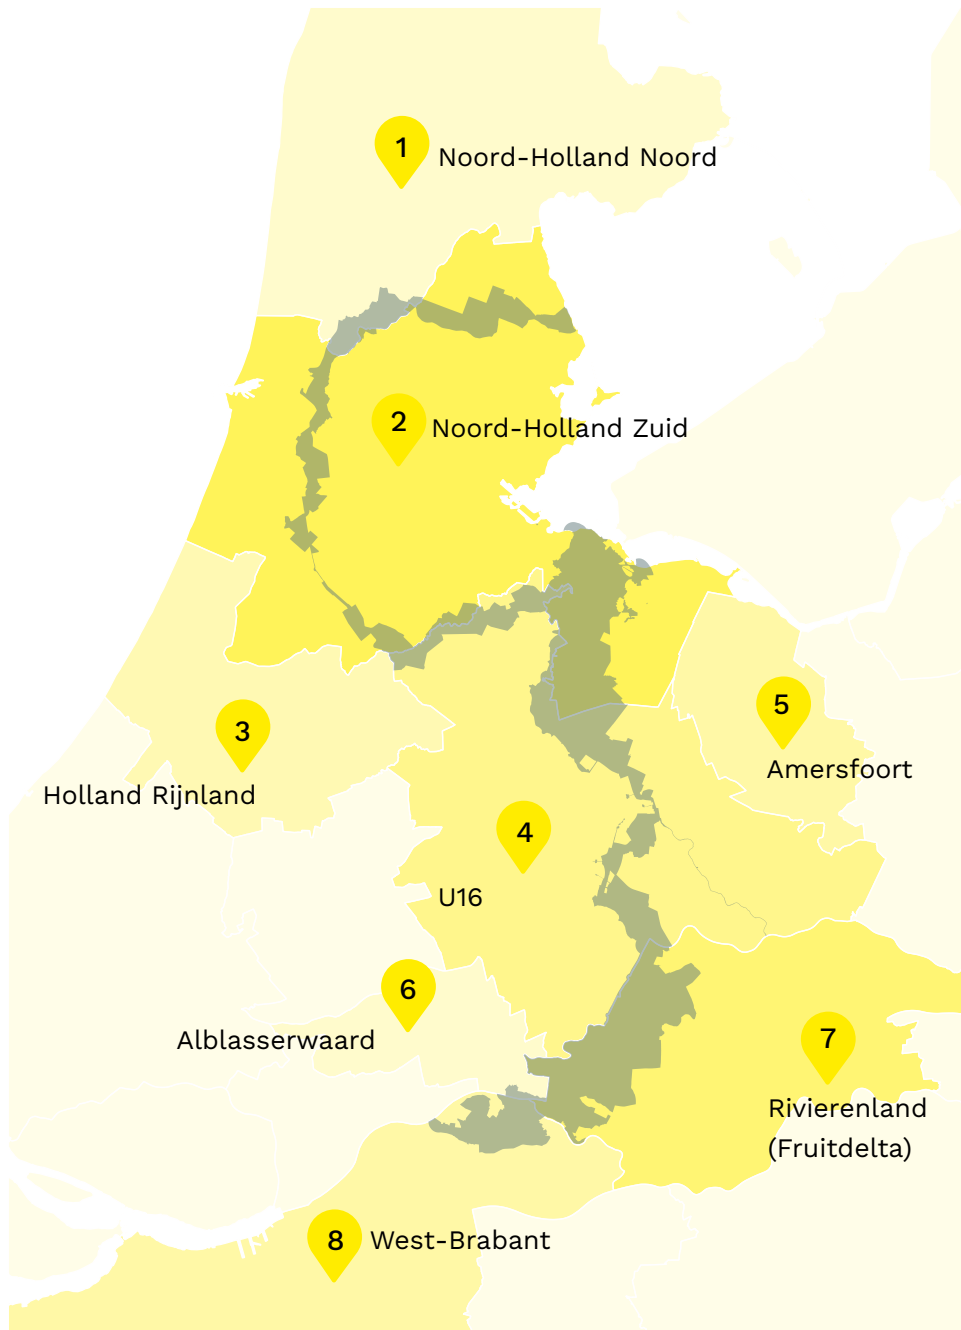 1
Noord-Holland Noord
2
Noord-Holland Zuid
3
Holland Rijnland
5
Amersfoort
4
U16
6
Alblasserwaard
7
Rivierenland
(Fruitdelta)
8
West-Brabant